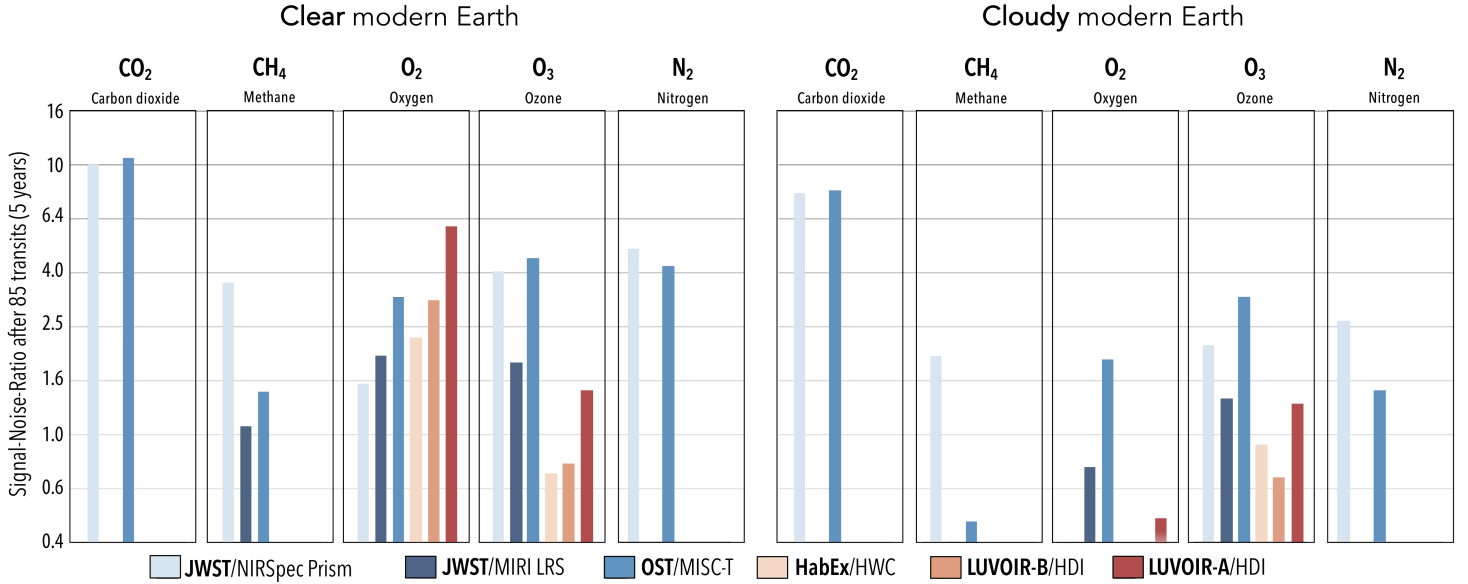 Clear modern Earth
Cloudy modern Earth
CO₂ CH₄ O₂ O₃ N₂
Carbon dioxide Methane Oxygen Ozone Nitrogen
CO₂ CH₄ O₂ O₃ N₂
Carbon dioxide Methane Oxygen Ozone Nitrogen
Signal-Noise-Ratio after 85 transits (5 years)
16
10
6.4
4.0
2.5
1.6
1.0
0.6
0.4
JWST/NIRSpec Prism JWST/MIRI LRS OST/MISC-T HabEx/HWC LUVOIR-B/HDI LUVOIR-A/HDI